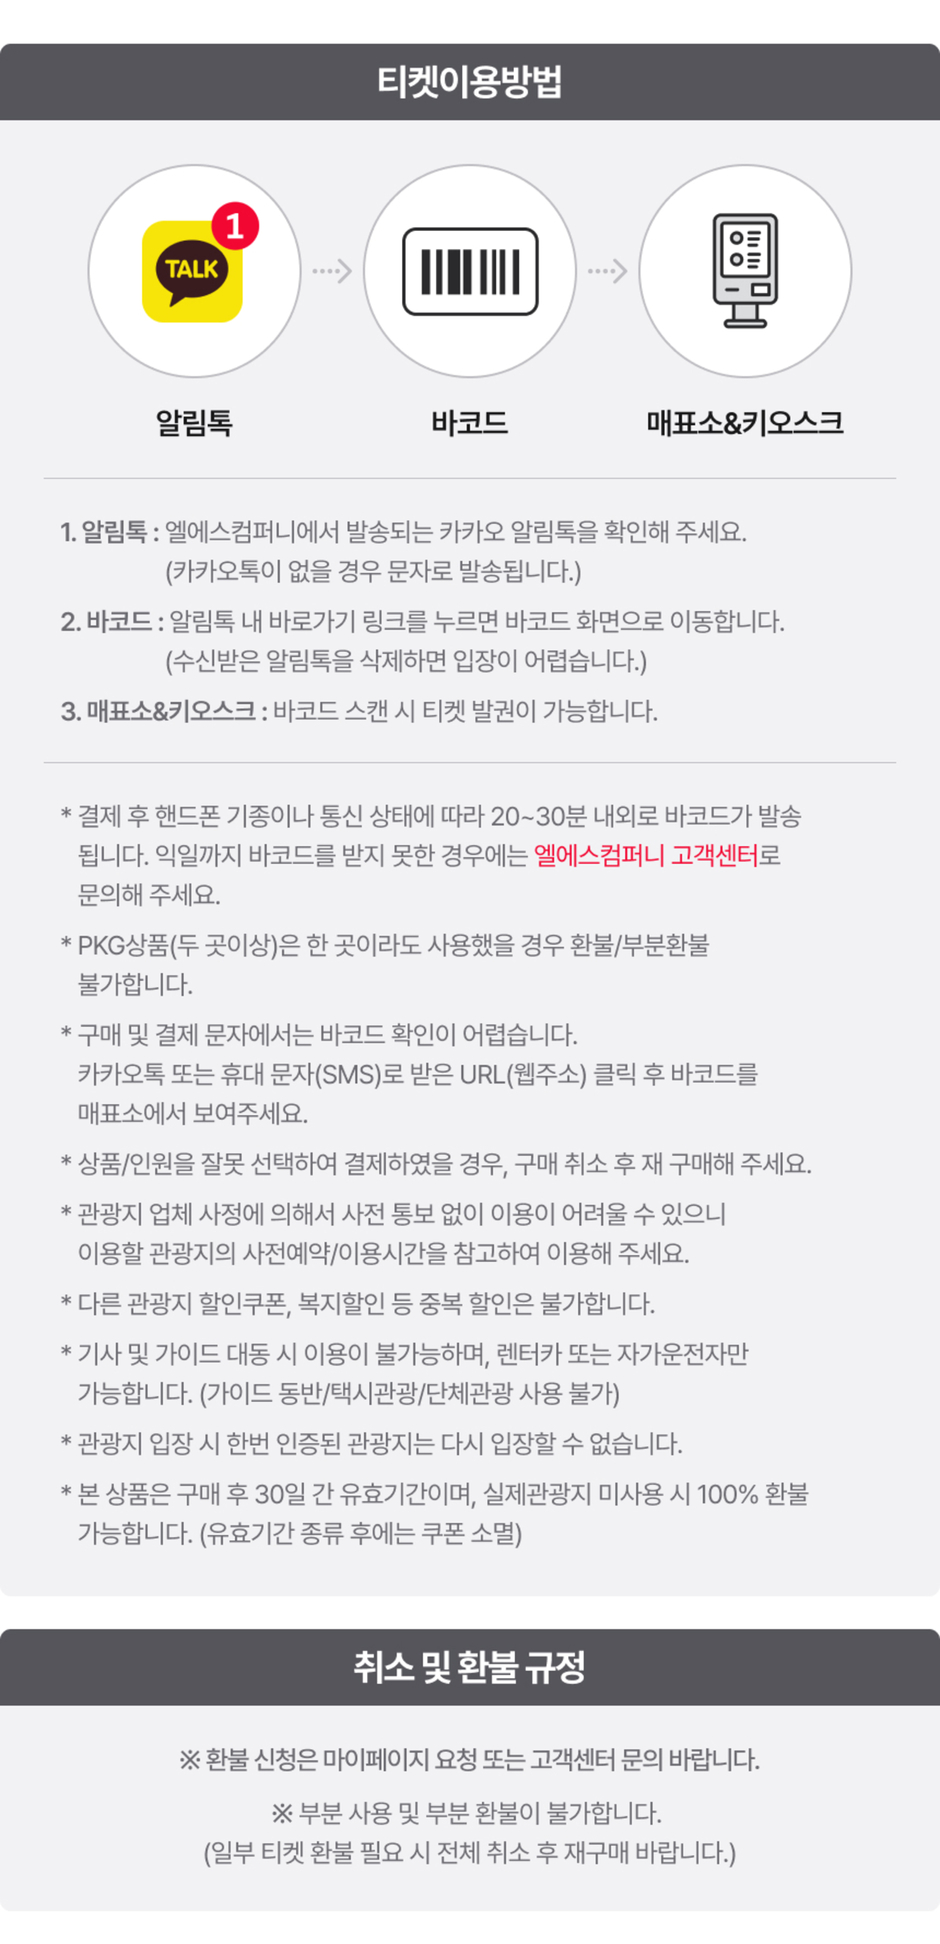 티켓이용방법
1
TALK
알림톡
바코드
매표소&키오스크
1. 알림톡 : 엘에스컴퍼니에서 발송되는 카카오 알림톡을 확인해 주세요.
(카카오톡이 없을 경우 문자로 발송됩니다.)
2. 바코드 : 알림톡 내 바로가기 링크를 누르면 바코드 화면으로 이동합니다.
(수신받은 알림톡을 삭제하면 입장이 어렵습니다.)
3. 매표소&키오스크 : 바코드 스캔 시 티켓 발권이 가능합니다.
* 결제 후 핸드폰 기종이나 통신 상태에 따라 20~30분 내외로 바코드가 발송
됩니다. 익일까지 바코드를 받지 못한 경우에는 엘에스컴퍼니 고객센터로
문의해 주세요.
* PKG상품(두 곳이상)은 한 곳이라도 사용했을 경우 환불/부분환불
불가합니다.
* 구매 및 결제 문자에서는 바코드 확인이 어렵습니다.
카카오톡 또는 휴대 문자(SMS)로 받은 URL(웹주소) 클릭 후 바코드를
매표소에서 보여주세요.
* 상품/인원을 잘못 선택하여 결제하였을 경우, 구매 취소 후 재 구매해 주세요.
* 관광지 업체 사정에 의해서 사전 통보 없이 이용이 어려울 수 있으니
이용할 관광지의 사전예약/이용시간을 참고하여 이용해 주세요.
* 다른 관광지 할인쿠폰, 복지할인 등 중복 할인은 불가합니다.
* 기사 및 가이드 대동 시 이용이 불가능하며, 렌터카 또는 자가운전자만
가능합니다. (가이드 동반/택시관광/단체관광 사용 불가)
* 관광지 입장 시 한번 인증된 관광지는 다시 입장할 수 없습니다.
* 본 상품은 구매 후 30일 간 유효기간이며, 실제관광지 미사용 시 100% 환불
가능합니다. (유효기간 종류 후에는 쿠폰 소멸)
취소 및 환불 규정
※ 환불 신청은 마이페이지 요청 또는 고객센터 문의 바랍니다.
※ 부분 사용 및 부분 환불이 불가합니다.
(일부 티켓 환불 필요 시 전체 취소 후 재구매 바랍니다.)